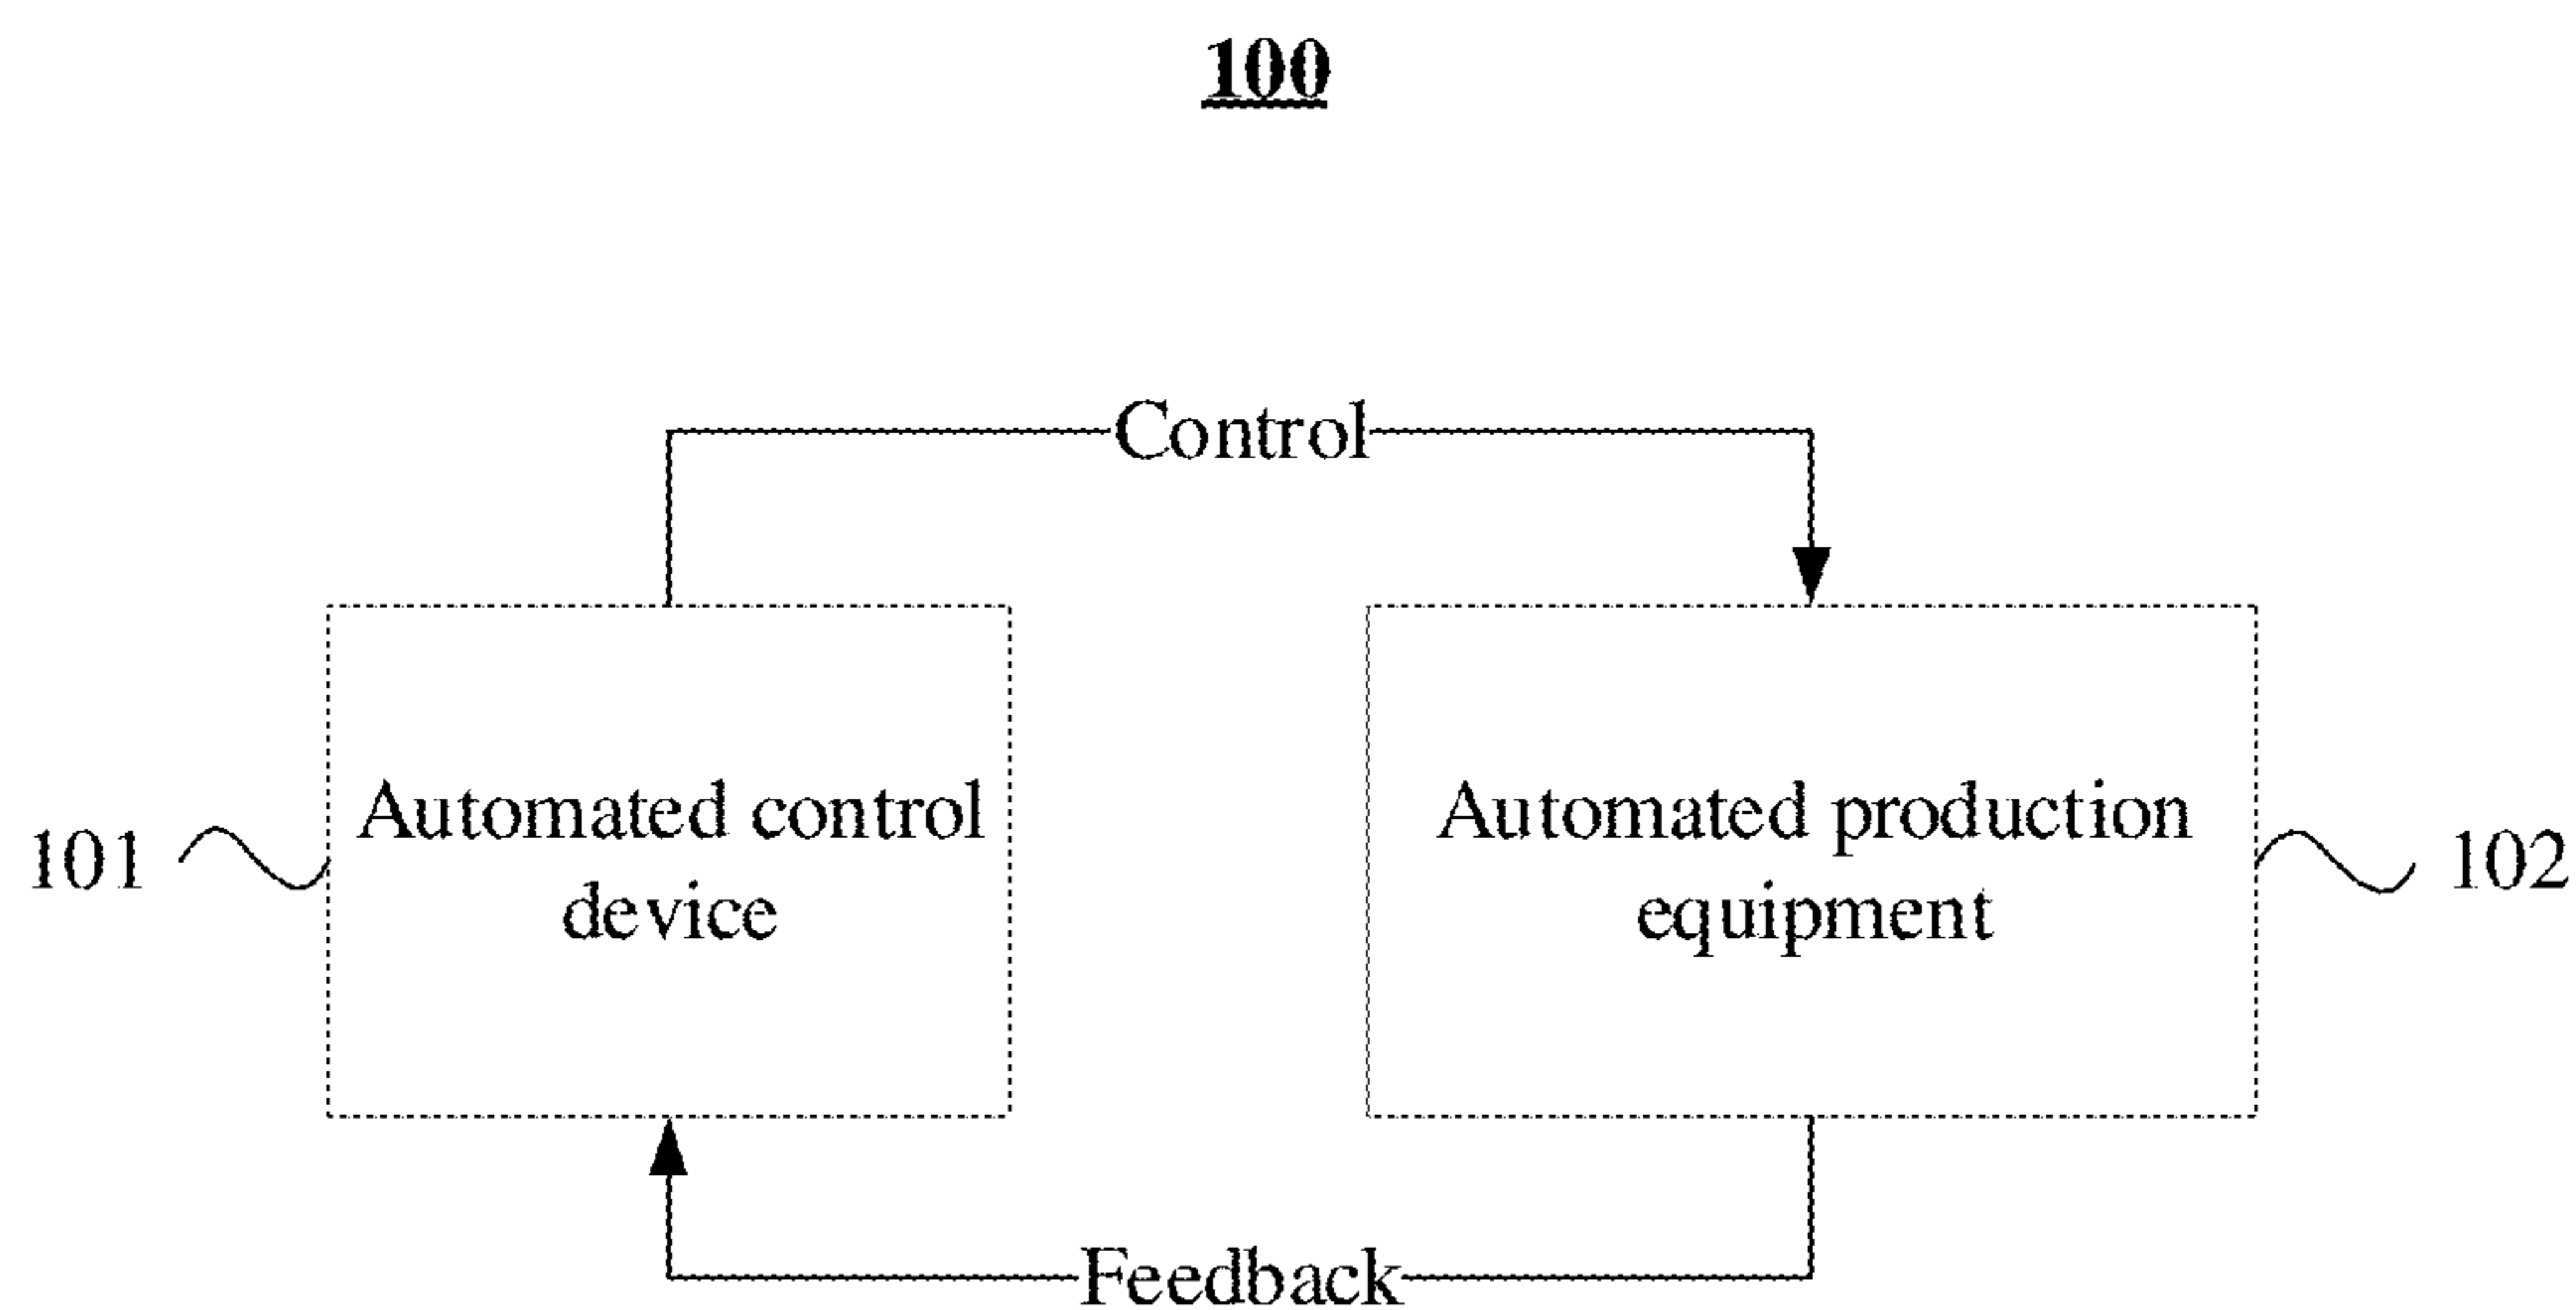 100
Control
Automated control
device
Automated production
equipment
101
102
Feedback